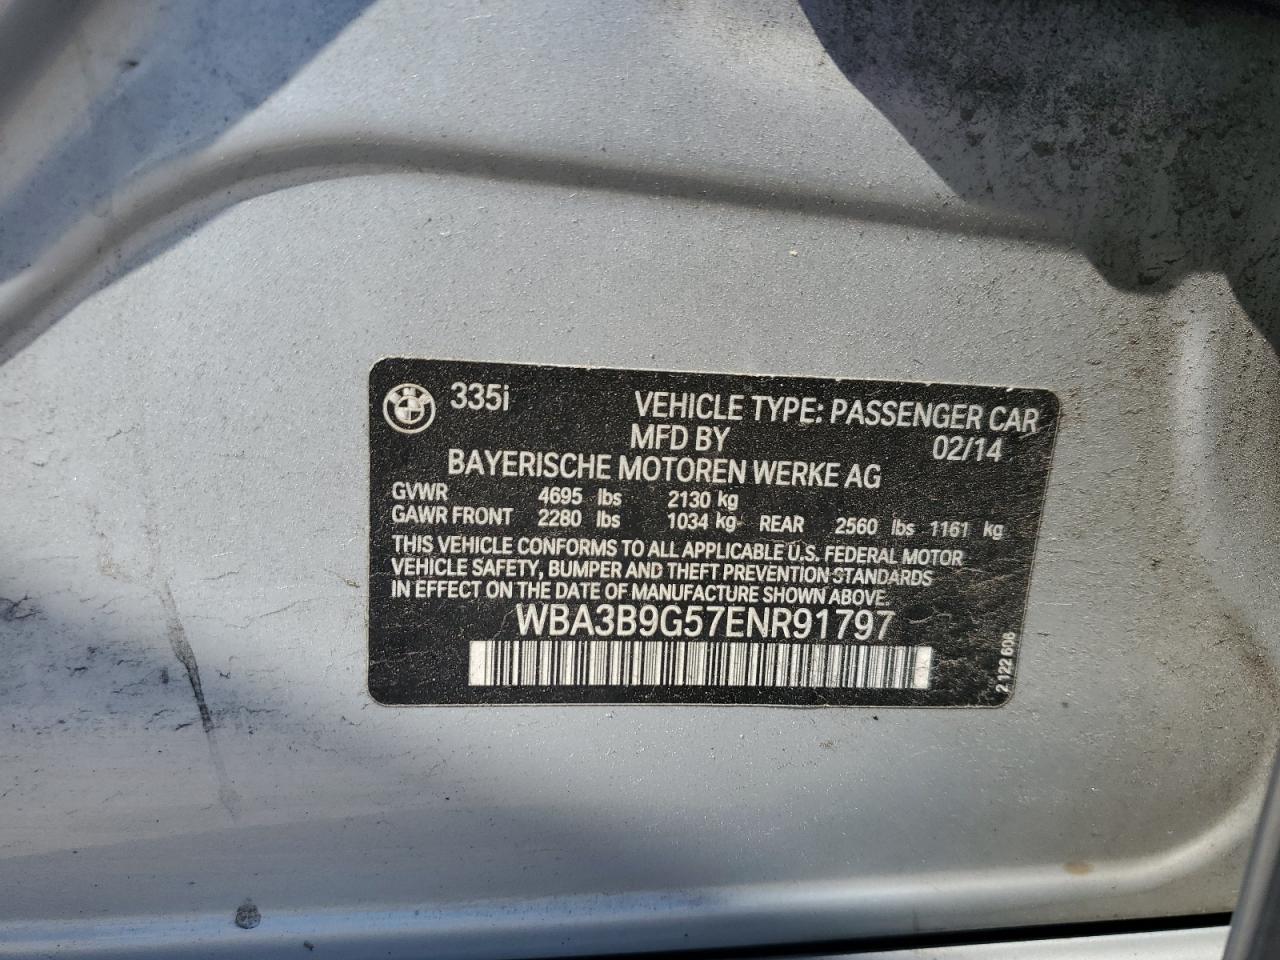 335i VEHICLE TYPE: PASSENGER CAR
MFD BY 02/14
BAYERISCHE MOTOREN WERKE AG
GVWR 4695 lbs 2130 kg
GAWR FRONT 2280 lbs 1034 kg- REAR 2560 lbs 1161 kg
THIS VEHICLE CONFORMS TO ALL APPLICABLE U.S. FEDERAL MOTOR
VEHICLE SAFETY, BUMPER AND THEFT PREVENTION STANDARDS
IN EFFECT ON THE DATE OF MANUFACTURE SHOWN ABOVE.
WBA3B9G57ENR91797
2 122 606